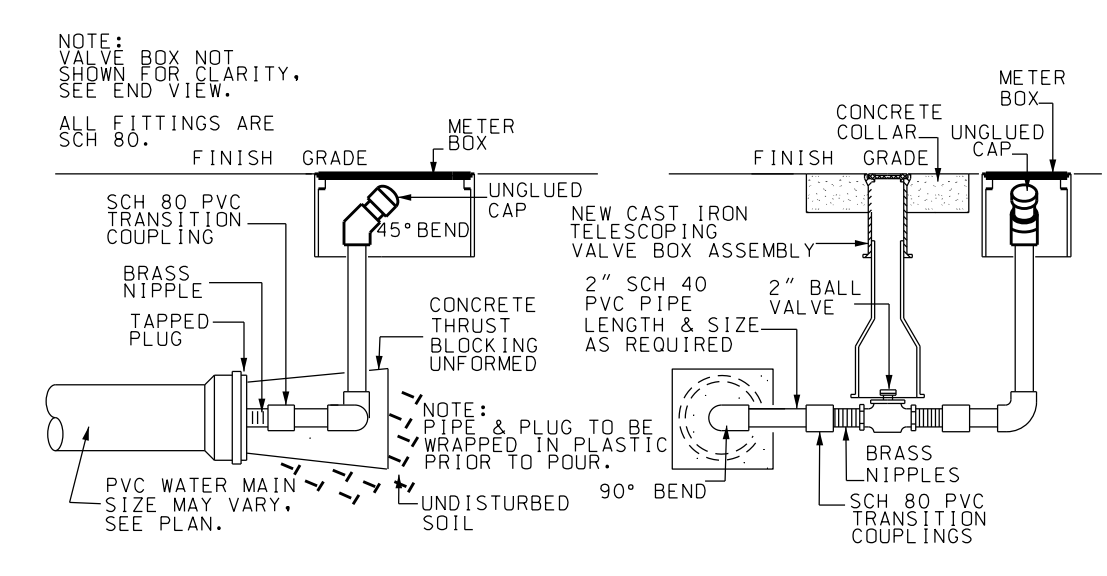 NOTE:
VALVE BOX NOT
SHOWN FOR CLARITY,
SEE END VIEW.
ALL FITTINGS ARE
SCH 80.
FINISH GRADE
METER
BOX
SCH 80 PVC
TRANSITION
COUPLING
UNGLUED
CAP
45° BEND
BRASS
NIPPLE
TAPPED
PLUG
CONCRETE
THRUST
BLOCKING
UNFORMED
NOTE:
PIPE & PLUG TO BE
WRAPPED IN PLASTIC
PRIOR TO POUR.
PVC WATER MAIN
SIZE MAY VARY,
SEE PLAN.
UNDISTURBED
SOIL
METER
BOX
CONCRETE
COLLAR
UNGLUED
CAP
FINISH GRADE
NEW CAST IRON
TELESCOPING
VALVE BOX ASSEMBLY
2" SCH 40
PVC PIPE
LENGTH & SIZE
AS REQUIRED
2" BALL
VALVE
90° BEND
BRASS
NIPPLES
SCH 80 PVC
TRANSITION
COUPLINGS